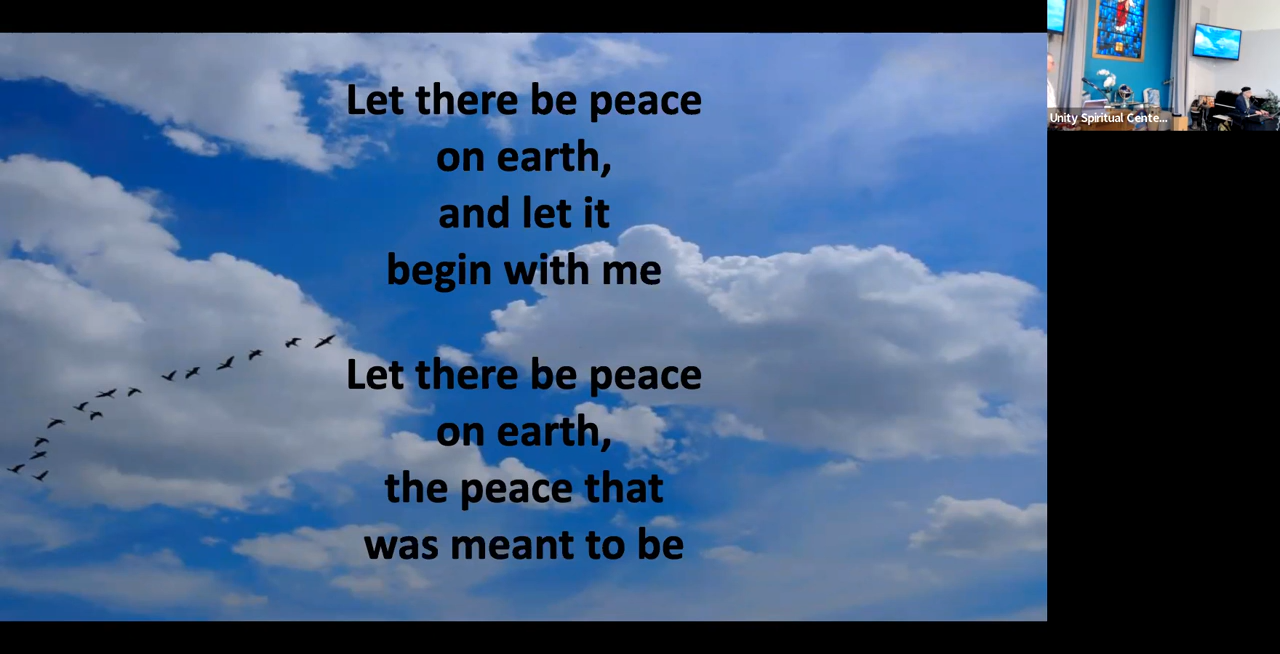 Let there be peace
on earth,
and let it
begin with me
Let there be peace
on earth,
the peace that
was meant to be
Unity Spiritual Cente...